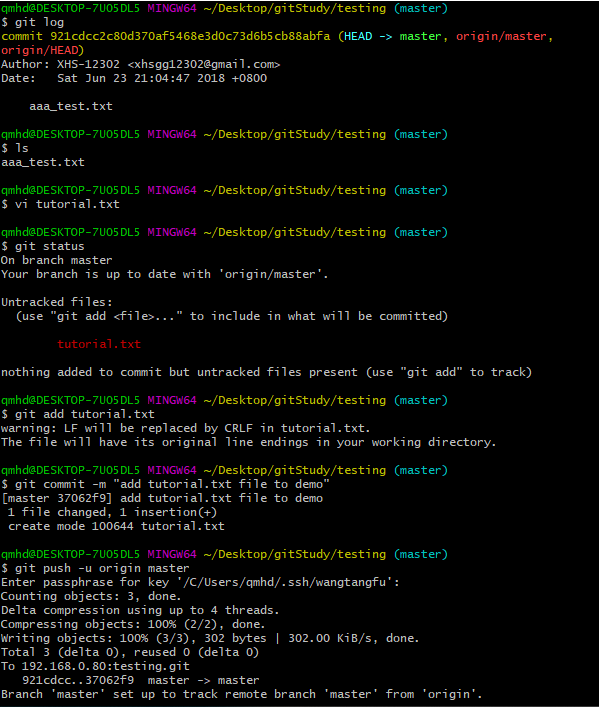 qmhd@DESKTOP-7UO5DL5 MINGW64 ~/Desktop/gitStudy/testing (master)
$ git log
commit 921cdcc2c80d370af5468e3d0c73d6b5cb88abfa (HEAD -> master, origin/master,
origin/HEAD)
Author: XHS-12302 <xhsgg12302@gmail.com>
Date:   Sat Jun 23 21:04:47 2018 +0800

    aaa_test.txt

qmhd@DESKTOP-7UO5DL5 MINGW64 ~/Desktop/gitStudy/testing (master)
$ ls
aaa_test.txt

qmhd@DESKTOP-7UO5DL5 MINGW64 ~/Desktop/gitStudy/testing (master)
$ vi tutorial.txt

qmhd@DESKTOP-7UO5DL5 MINGW64 ~/Desktop/gitStudy/testing (master)
$ git status
On branch master
Your branch is up to date with 'origin/master'.

Untracked files:
  (use "git add <file>..." to include in what will be committed)

        tutorial.txt

nothing added to commit but untracked files present (use "git add" to track)

qmhd@DESKTOP-7UO5DL5 MINGW64 ~/Desktop/gitStudy/testing (master)
$ git add tutorial.txt
warning: LF will be replaced by CRLF in tutorial.txt.
The file will have its original line endings in your working directory.

qmhd@DESKTOP-7UO5DL5 MINGW64 ~/Desktop/gitStudy/testing (master)
$ git commit -m "add tutorial.txt file to demo"
[master 37062f9] add tutorial.txt file to demo
 1 file changed, 1 insertion(+)
 create mode 100644 tutorial.txt

qmhd@DESKTOP-7UO5DL5 MINGW64 ~/Desktop/gitStudy/testing (master)
$ git push -u origin master
Enter passphrase for key '/C/Users/qmhd/.ssh/wangtangfu':
Counting objects: 3, done.
Delta compression using up to 4 threads.
Compressing objects: 100% (2/2), done.
Writing objects: 100% (3/3), 302 bytes | 302.00 KiB/s, done.
Total 3 (delta 0), reused 0 (delta 0)
To 192.168.0.80:testing.git
   921cdcc..37062f9  master -> master
Branch 'master' set up to track remote branch 'master' from 'origin'.